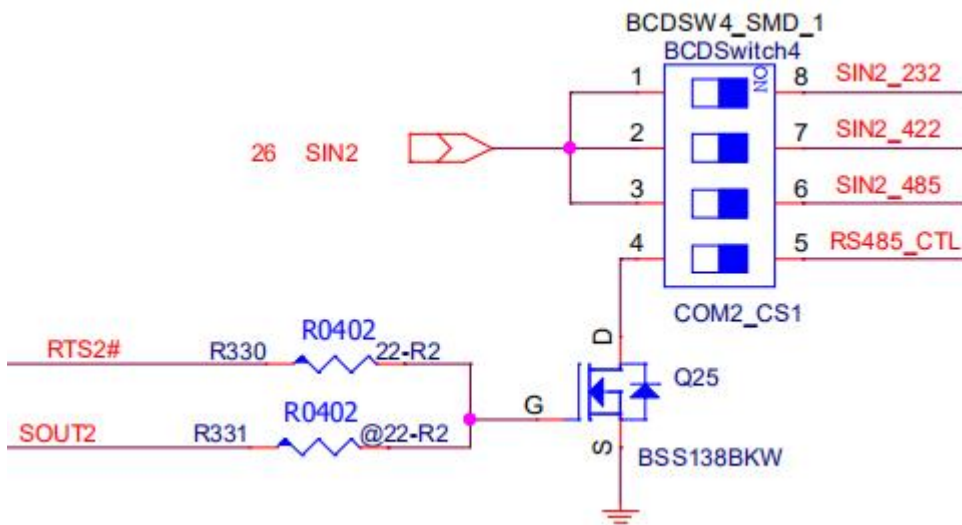 BCDSW4_SMD_1
BCDSwitch4
ON
1 8 SIN2_232
2 7 SIN2_422
26 SIN2
3 6 SIN2_485
4 5 RS485_CTL
COM2_CS1
R0402
RTS2# R330 22-R2
D
Q25
R0402
G
SOUT2 R331 @22-R2
S
BSS138BKW